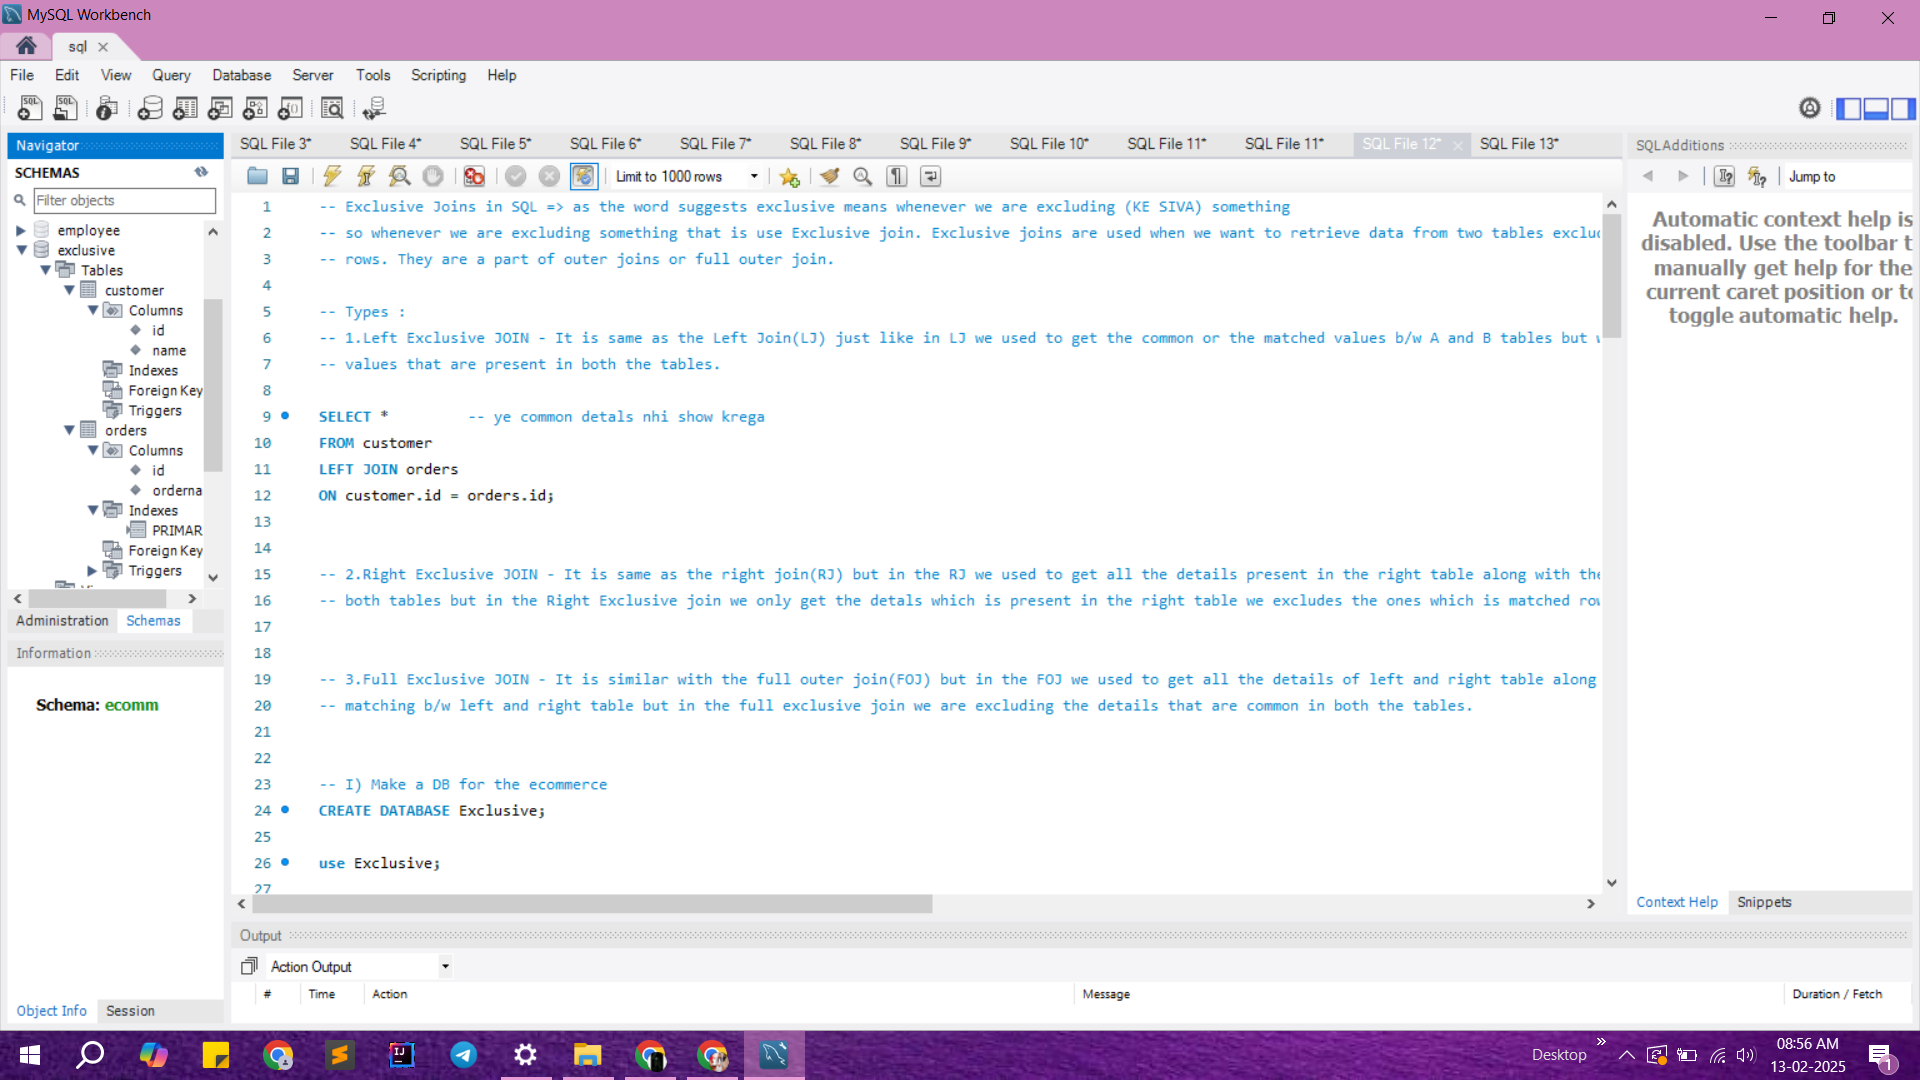 MySQL Workbench
sql
File Edit View Query Database Server Tools Scripting Help
Navigator
SCHEMAS
Filter objects
employee
exclusive
Tables
customer
Columns
id
name
Indexes
Foreign Key
Triggers
orders
Columns
id
orderna
Indexes
PRIMAR
Foreign Key
Triggers
Administration Schemas
Information
Schema: ecomm
Object Info Session
SQL File 3* SQL File 4* SQL File 5* SQL File 6* SQL File 7* SQL File 8* SQL File 9* SQL File 10* SQL File 11* SQL File 11* SQL File 12* SQL File 13*
Limit to 1000 rows
1 -- Exclusive Joins in SQL => as the word suggests exclusive means whenever we are excluding (KE SIVA) something
2 -- so whenever we are excluding something that is use Exclusive join. Exclusive joins are used when we want to retrieve data from two tables exclu
3 -- rows. They are a part of outer joins or full outer join.
4
5 -- Types :
6 -- 1.Left Exclusive JOIN - It is same as the Left Join(LJ) just like in LJ we used to get the common or the matched values b/w A and B tables but
7 -- values that are present in both the tables.
8
9 SELECT * -- ye common detals nhi show krega
10 FROM customer
11 LEFT JOIN orders
12 ON customer.id = orders.id;
13
14
15 -- 2.Right Exclusive JOIN - It is same as the right join(RJ) but in the RJ we used to get all the details present in the right table along with the
16 -- both tables but in the Right Exclusive join we only get the detals which is present in the right table we excludes the ones which is matched ro
17
18
19 -- 3.Full Exclusive JOIN - It is similar with the full outer join(FOJ) but in the FOJ we used to get all the details of left and right table along
20 -- matching b/w left and right table but in the full exclusive join we are excluding the details that are common in both the tables.
21
22
23 -- I) Make a DB for the ecommerce
24 CREATE DATABASE Exclusive;
25
26 use Exclusive;
27
SQLAdditions
Jump to
Automatic context help is
disabled. Use the toolbar t
manually get help for the
current caret position or to
toggle automatic help.
Context Help Snippets
Output
Action Output
# Time Action Message Duration / Fetch
Desktop
08:56 AM
13-02-2025
1